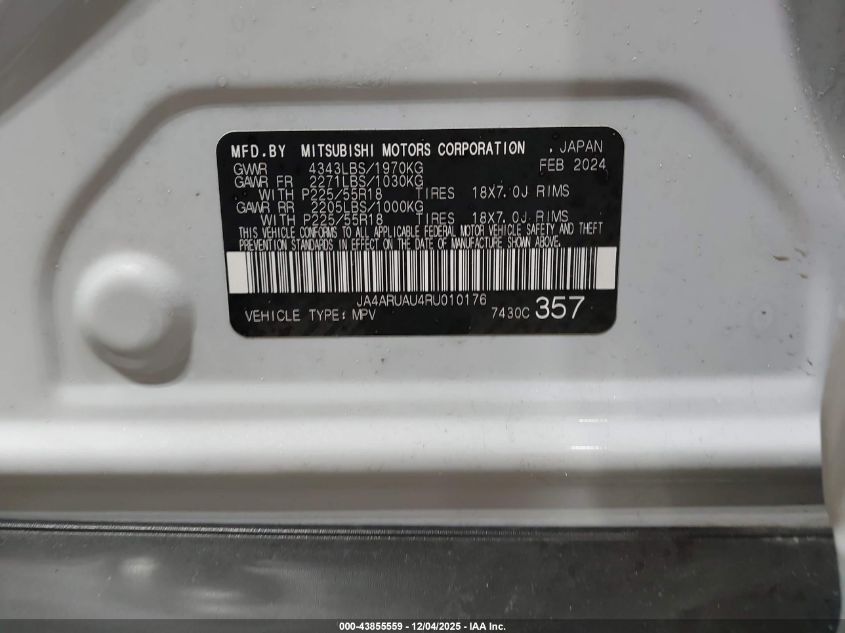 MFD.BY MITSUBISHI MOTORS CORPORATION , JAPAN
GVWR 4343LBS/1970KG FEB 2024
GAWR FR 2271LBS/1030KG
WITH P225/55R18 TIRES 18X7.0J RIMS
GAWR RR 2205LBS/1000KG
WITH P225/55R18 TIRES 18X7.0J RIMS
THIS VEHICLE CONFORMS TO ALL APPLICABLE FEDERAL MOTOR VEHICLE SAFETY AND THEFT
PREVENTION STANDARDS IN EFFECT ON THE DATE OF MANUFACTURE SHOWN ABOVE.
JA4ARUAU4RU010176
VEHICLE TYPE: MPV 7430C 357
000-43855559 - 12/04/2025 - IAA Inc.